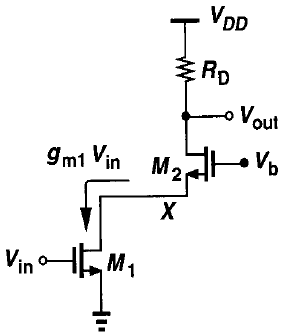 V_DD
R_D
V_out
g_m1 V_in
M_2
V_b
X
V_in
M_1